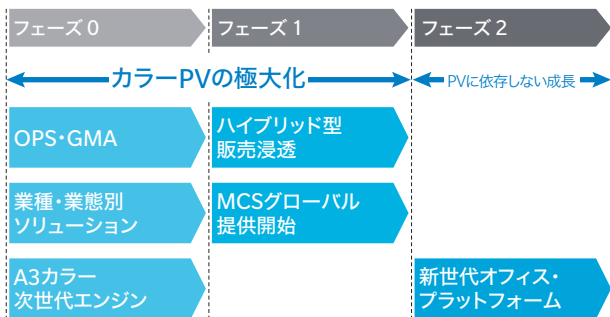 フェーズ 0
フェーズ 1
フェーズ 2
カラーPVの極大化
PVに依存しない成長
OPS・GMA
ハイブリッド型
販売浸透
業種・業態別
ソリューション
MCSグローバル
提供開始
A3カラー
次世代エンジン
新世代オフィス・
プラットフォーム